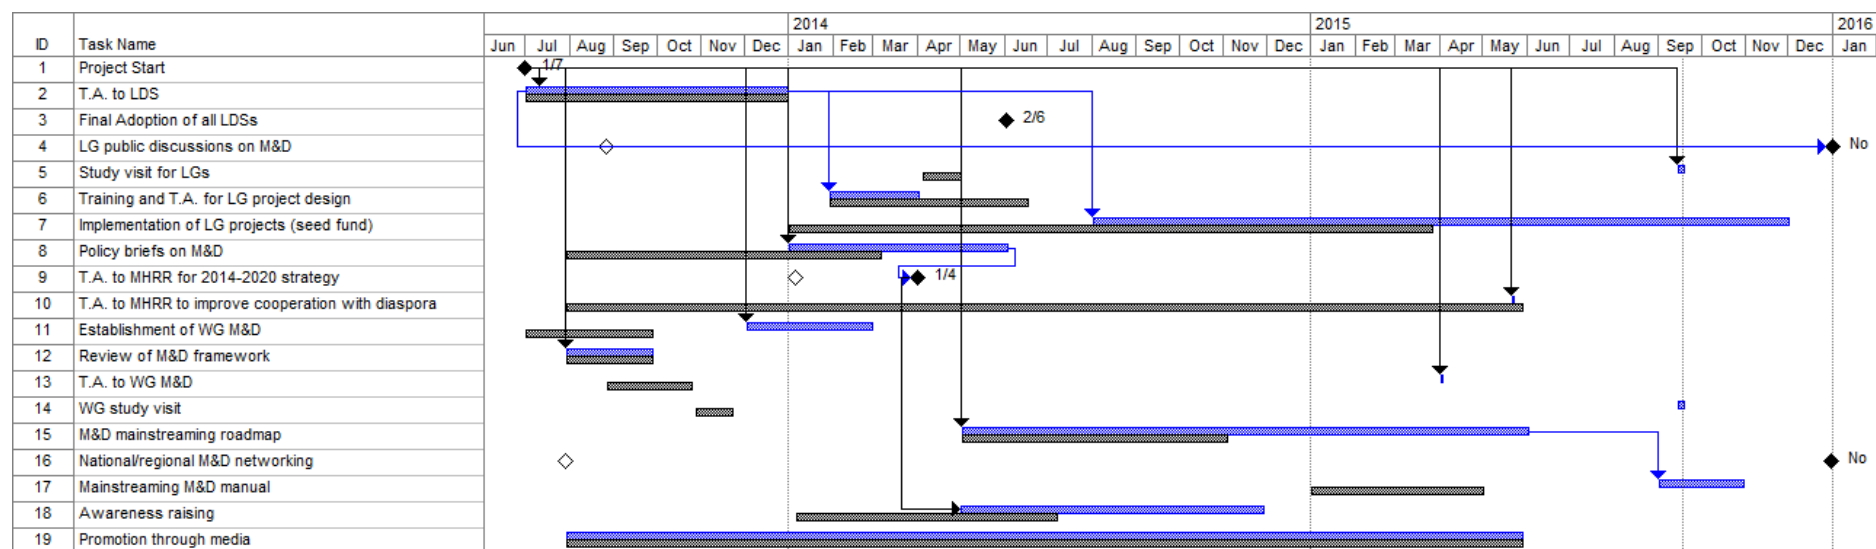 2014 2015 2016
ID Task Name Jun Jul Aug Sep Oct Nov Dec Jan Feb Mar Apr May Jun Jul Aug Sep Oct Nov Dec Jan Feb Mar Apr May Jun Jul Aug Sep Oct Nov Dec Jan
1 Project Start 1/7
2 T.A. to LDS
3 Final Adoption of all LDSs 2/6
4 LG public discussions on M&D No
5 Study visit for LGs
6 Training and T.A. for LG project design
7 Implementation of LG projects (seed fund)
8 Policy briefs on M&D
9 T.A. to MHRR for 2014-2020 strategy 1/4
10 T.A. to MHRR to improve cooperation with diaspora
11 Establishment of WG M&D
12 Review of M&D framework
13 T.A. to WG M&D
14 WG study visit
15 M&D mainstreaming roadmap
16 National/regional M&D networking No
17 Mainstreaming M&D manual
18 Awareness raising
19 Promotion through media